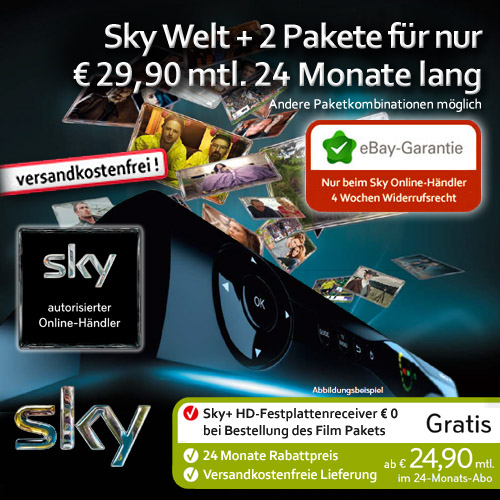 Sky Welt + 2 Pakete für nur
€ 29,90 mtl. 24 Monate lang
Andere Paketkombinationen möglich
eBay-Garantie
Nur beim Sky Online-Händler
4 Wochen Widerrufsrecht
versandkostenfrei !
sky
autorisierter
Online-Händler
OK
Abbildungsbeispiel
sky
Sky+ HD-Festplattenreceiver € 0
bei Bestellung des Film Pakets
Gratis
24 Monate Rabattpreis
Versandkostenfreie Lieferung
ab € 24,90 mtl.
im 24-Monats-Abo